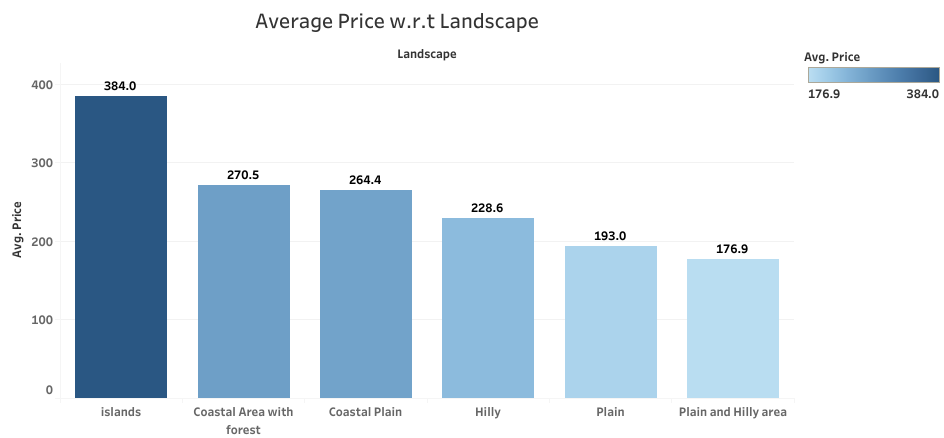 Average Price w.r.t Landscape
Landscape
Avg. Price
176.9 384.0
Avg. Price
400
300
200
100
0
384.0
270.5
264.4
228.6
193.0
176.9
islands
Coastal Area with
forest
Coastal Plain
Hilly
Plain
Plain and Hilly area